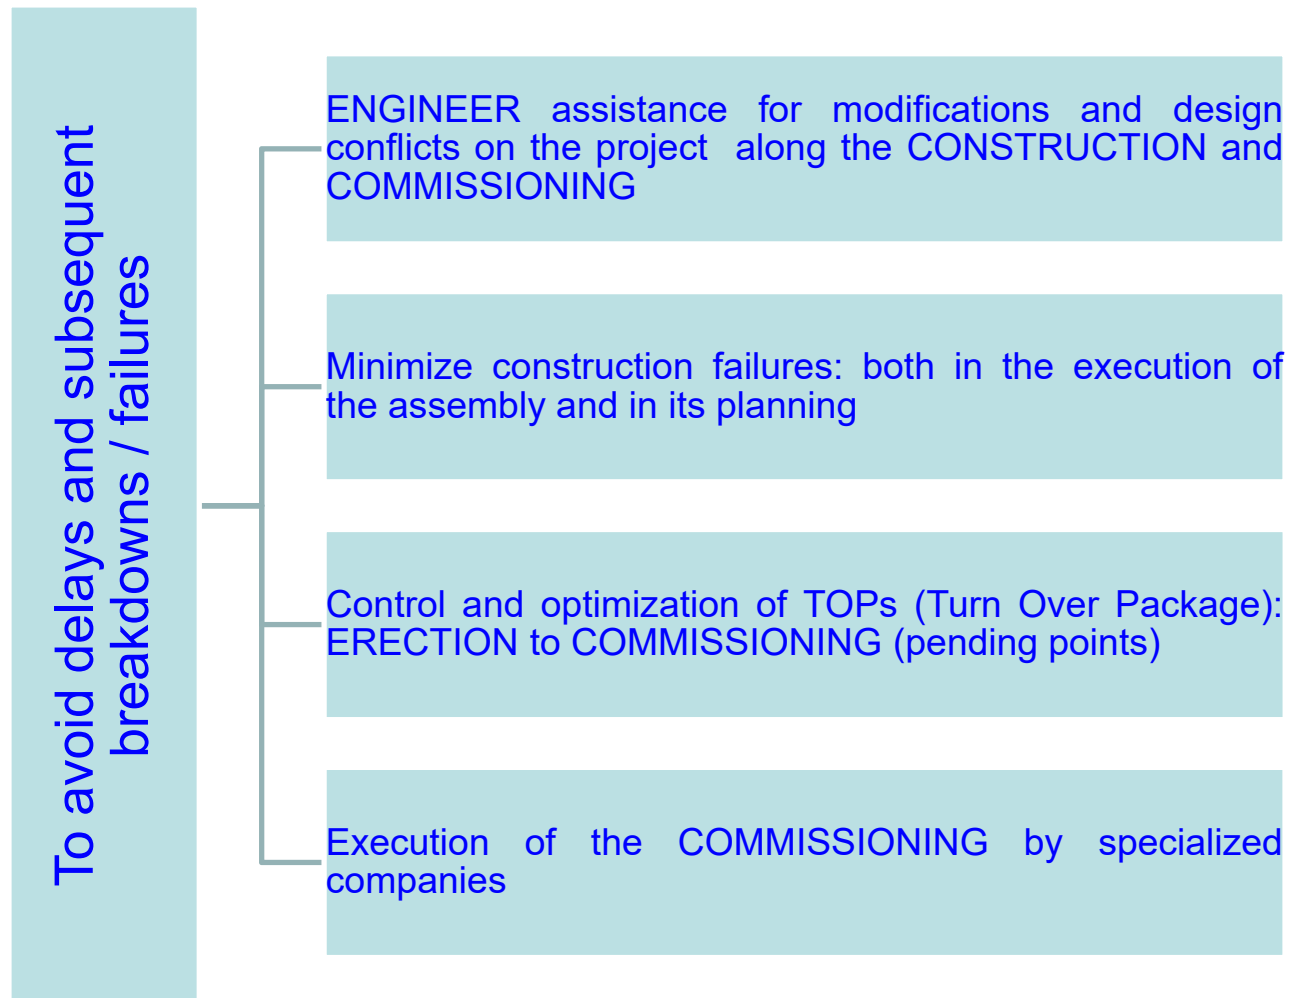 To avoid delays and subsequent
breakdowns / failures
ENGINEER assistance for modifications and design
conflicts on the project along the CONSTRUCTION and
COMMISSIONING
Minimize construction failures: both in the execution of
the assembly and in its planning
Control and optimization of TOPs (Turn Over Package):
ERECTION to COMMISSIONING (pending points)
Execution of the COMMISSIONING by specialized
companies